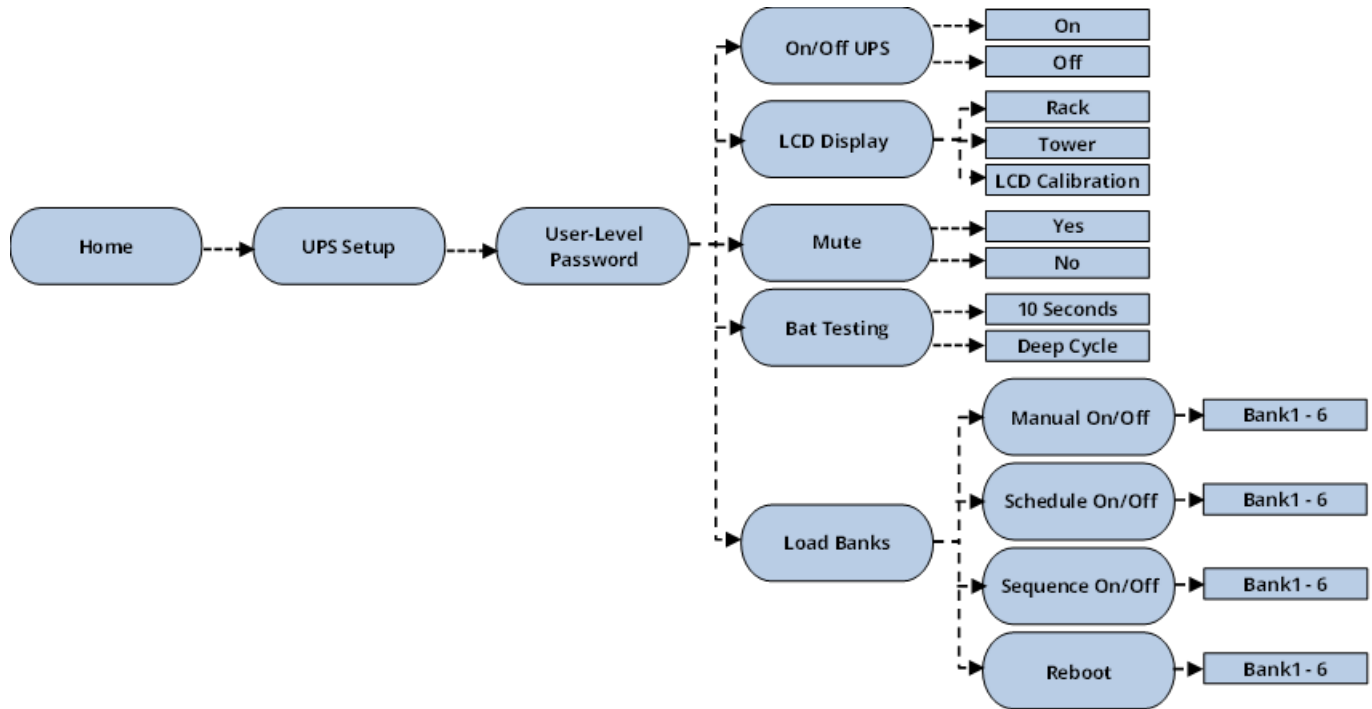 On/Off UPS
On
Off
LCD Display
Rack
Tower
LCD Calibration
Home
UPS Setup
User-Level
Password
Mute
Yes
No
Bat Testing
10 Seconds
Deep Cycle
Load Banks
Manual On/Off
Bank1 - 6
Schedule On/Off
Bank1 - 6
Sequence On/Off
Bank1 - 6
Reboot
Bank1 - 6